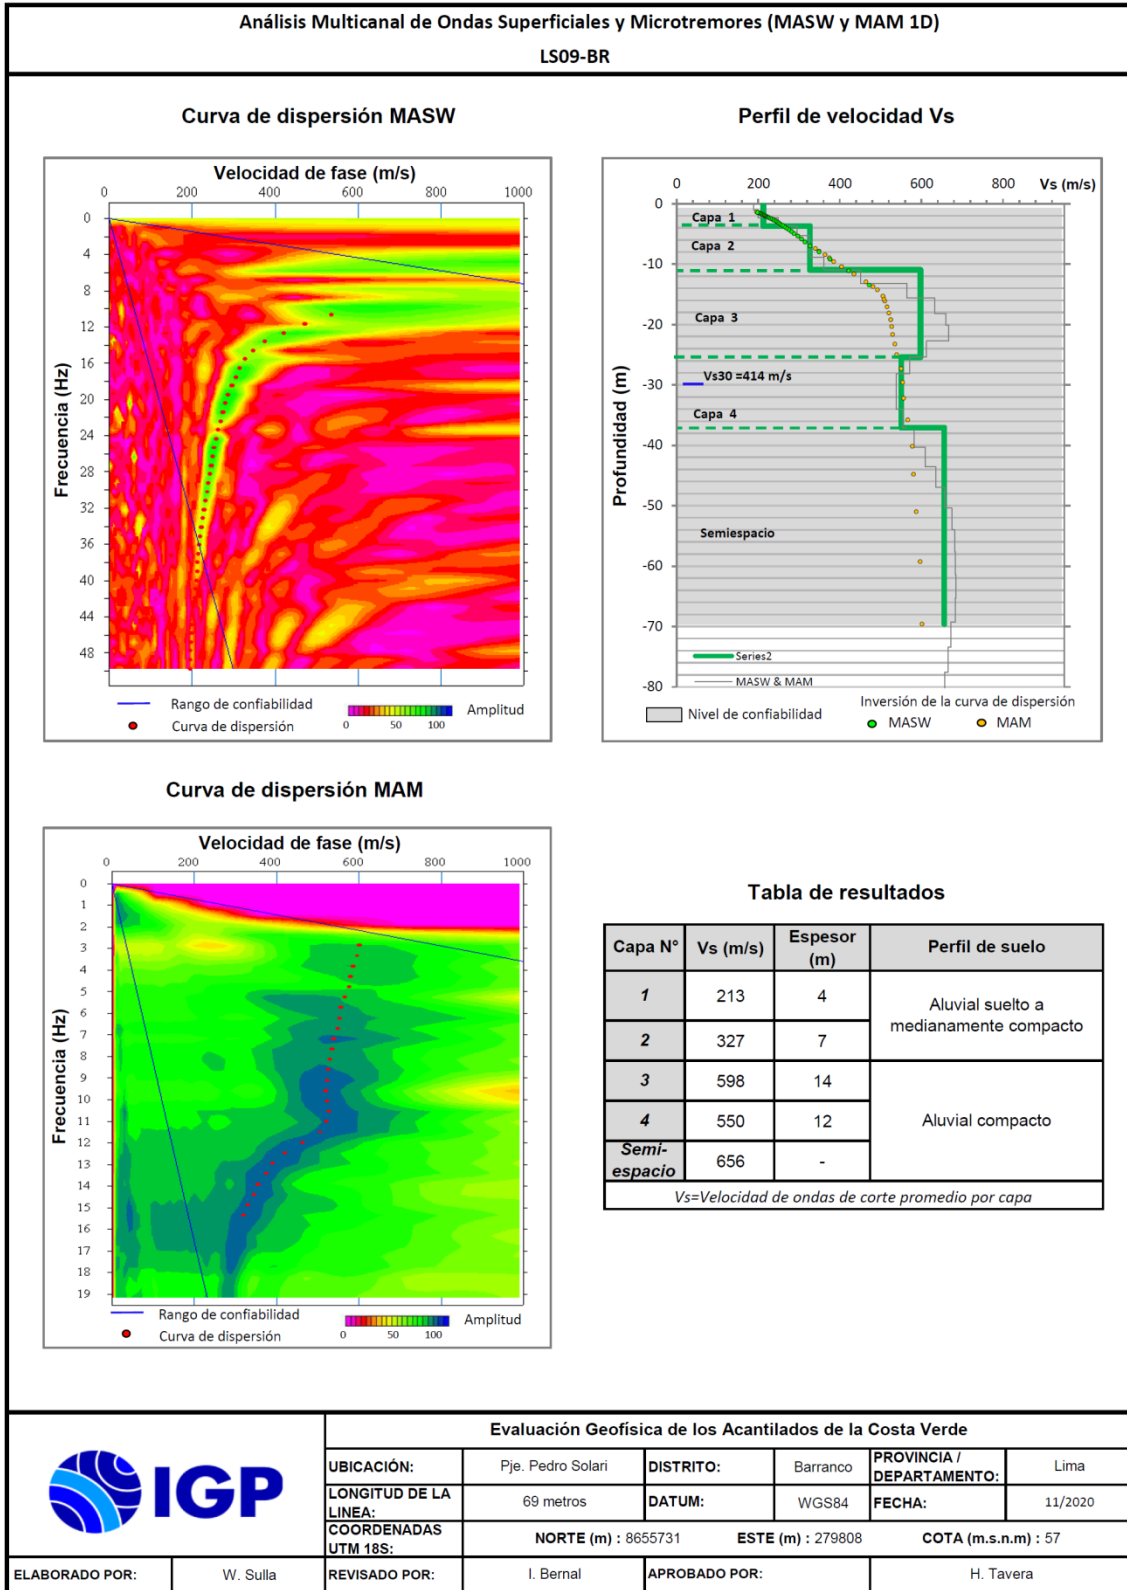 Análisis Multicanal de Ondas Superficiales y Microtremores (MASW y MAM 1D)
LS09-BR
Curva de dispersión MASW
Velocidad de fase (m/s)
0 200 400 600 800 1000
Frecuencia (Hz)
0
4
8
12
16
20
24
28
32
36
40
44
48
Rango de confiabilidad
Curva de dispersión
Amplitud
0 50 100
Perfil de velocidad Vs
0 200 400 600 800 Vs (m/s)
Profundidad (m)
0
-10
-20
-30
-40
-50
-60
-70
-80
Capa 1
Capa 2
Capa 3
Vs30 =414 m/s
Capa 4
Semiespacio
Series2
MASW & MAM
Nivel de confiabilidad
Inversión de la curva de dispersión
MASW MAM
Curva de dispersión MAM
Velocidad de fase (m/s)
0 200 400 600 800 1000
Frecuencia (Hz)
0
1
2
3
4
5
6
7
8
9
10
11
12
13
14
15
16
17
18
19
Rango de confiabilidad
Curva de dispersión
Amplitud
0 50 100
Tabla de resultados
Capa N° Vs (m/s) Espesor (m) Perfil de suelo
1 213 4 Aluvial suelto a medianamente compacto
2 327 7
3 598 14 Aluvial compacto
4 550 12
Semi-espacio 656 -
Vs=Velocidad de ondas de corte promedio por capa
IGP
Evaluación Geofísica de los Acantilados de la Costa Verde
UBICACIÓN: Pje. Pedro Solari DISTRITO: Barranco PROVINCIA / DEPARTAMENTO: Lima
LONGITUD DE LA LINEA: 69 metros DATUM: WGS84 FECHA: 11/2020
COORDENADAS UTM 18S: NORTE (m) : 8655731 ESTE (m) : 279808 COTA (m.s.n.m) : 57
ELABORADO POR: W. Sulla REVISADO POR: I. Bernal APROBADO POR: H. Tavera